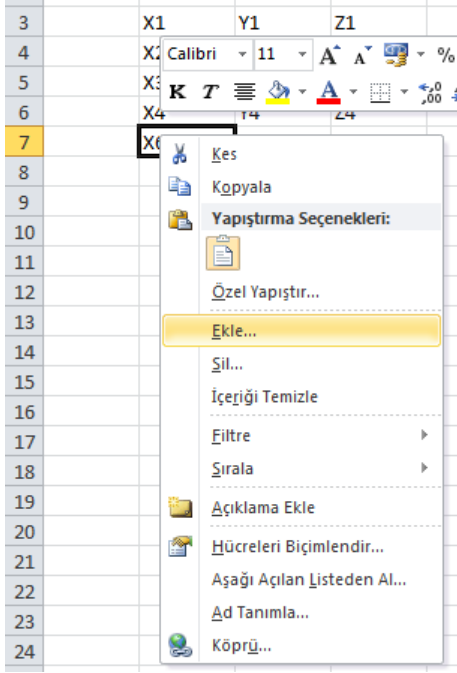 3 X1 Y1 Z1
4 X2 Calibri 11 A A %
5 X3 K T A ,00
6 X4 Y4 Z4
7 X6
Kes
8 Kopyala
9 Yapıştırma Seçenekleri:
10
11
12 Özel Yapıştır...
13 Ekle...
14 Sil...
15 İçeriği Temizle
16
17 Filtre
18 Sırala
19 Açıklama Ekle
20 Hücreleri Biçimlendir...
21 Aşağı Açılan Listeden Al...
22
23 Ad Tanımla...
24 Köprü...